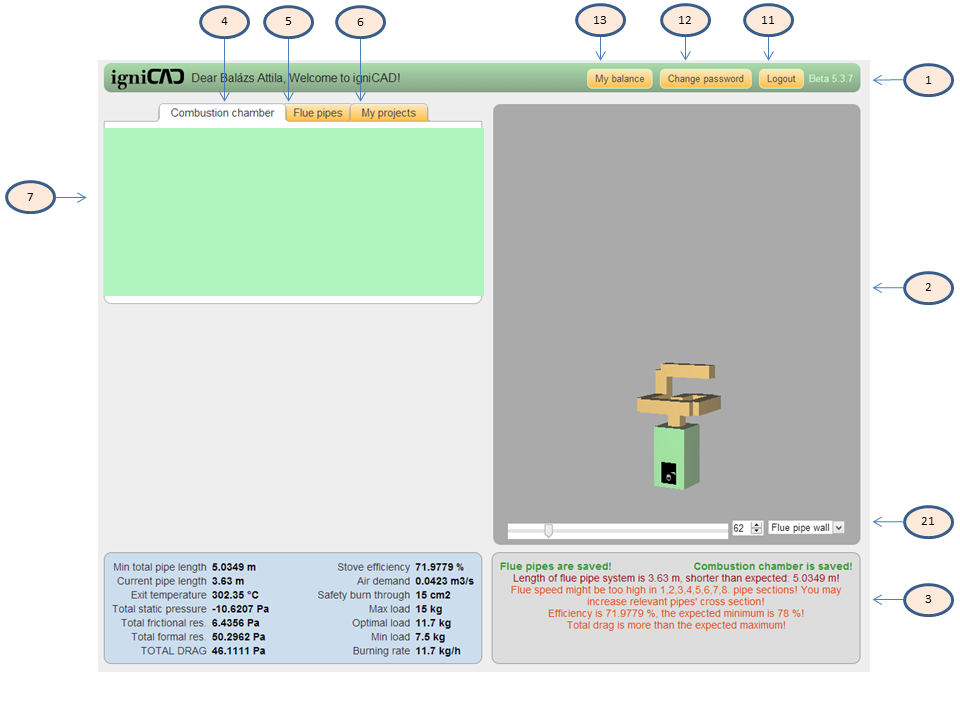 4 5 6 13 12 11
igniCAD Dear Balázs Attila, Welcome to igniCAD! My balance Change password Logout Beta 5.3.7 1
Combustion chamber Flue pipes My projects
7
2
62 Flue pipe wall 21
Min total pipe length 5.0349 m Stove efficiency 71.9779 %
Current pipe length 3.63 m Air demand 0.0423 m3/s
Exit temperature 302.35 °C Safety burn through 15 cm2
Total static pressure -10.6207 Pa Max load 15 kg
Total frictional res. 6.4356 Pa Optimal load 11.7 kg
Total formal res. 50.2962 Pa Min load 7.5 kg
TOTAL DRAG 46.1111 Pa Burning rate 11.7 kg/h
Flue pipes are saved! Combustion chamber is saved!
Length of flue pipe system is 3.63 m, shorter than expected: 5.0349 m!
Flue speed might be too high in 1,2,3,4,5,6,7,8. pipe sections! You may
increase relevant pipes' cross section!
Efficiency is 71.9779 %, the expected minimum is 78 %!
Total drag is more than the expected maximum!
3